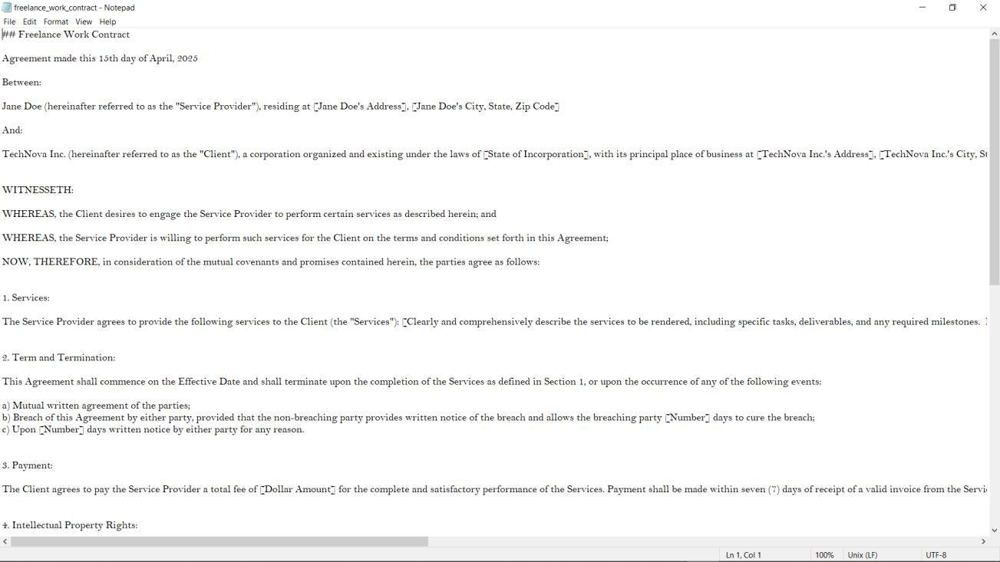 freelance_work_contract - Notepad
File Edit Format View Help
## Freelance Work Contract
Agreement made this 15th day of April, 2025
Between:
Jane Doe (hereinafter referred to as the "Service Provider"), residing at [Jane Doe's Address], [Jane Doe's City, State, Zip Code]
And:
TechNova Inc. (hereinafter referred to as the "Client"), a corporation organized and existing under the laws of [State of Incorporation], with its principal place of business at [TechNova Inc.'s Address], [TechNova Inc.'s City,
WITNESSETH:
WHEREAS, the Client desires to engage the Service Provider to perform certain services as described herein; and
WHEREAS, the Service Provider is willing to perform such services for the Client on the terms and conditions set forth in this Agreement;
NOW, THEREFORE, in consideration of the mutual covenants and promises contained herein, the parties agree as follows:
1. Services:
The Service Provider agrees to provide the following services to the Client (the "Services"): [Clearly and comprehensively describe the services to be rendered, including specific tasks, deliverables, and any required milestones.
2. Term and Termination:
This Agreement shall commence on the Effective Date and shall terminate upon the completion of the Services as defined in Section 1, or upon the occurrence of any of the following events:
a) Mutual written agreement of the parties;
b) Breach of this Agreement by either party, provided that the non-breaching party provides written notice of the breach and allows the breaching party [Number] days to cure the breach;
c) Upon [Number] days written notice by either party for any reason.
3. Payment:
The Client agrees to pay the Service Provider a total fee of [Dollar Amount] for the complete and satisfactory performance of the Services. Payment shall be made within seven (7) days of receipt of a valid invoice from the
4. Intellectual Property Rights:
Ln 1, Col 1 100% Unix (LF) UTF-8